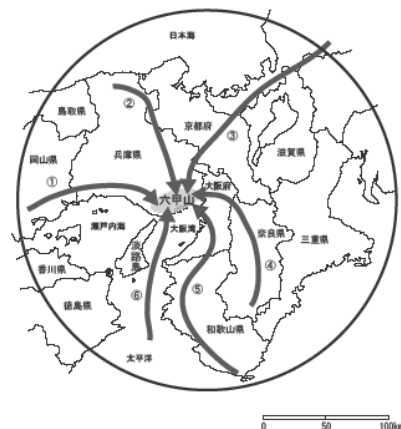 日本海
鳥取県
②
京都府
③
岡山県
兵庫県
滋賀県
①
大阪府
六甲山
瀬戸内海
大阪湾
奈良県
三重県
淡路島
香川県
④
⑥
⑤
徳島県
和歌山県
太平洋
0 50 100km